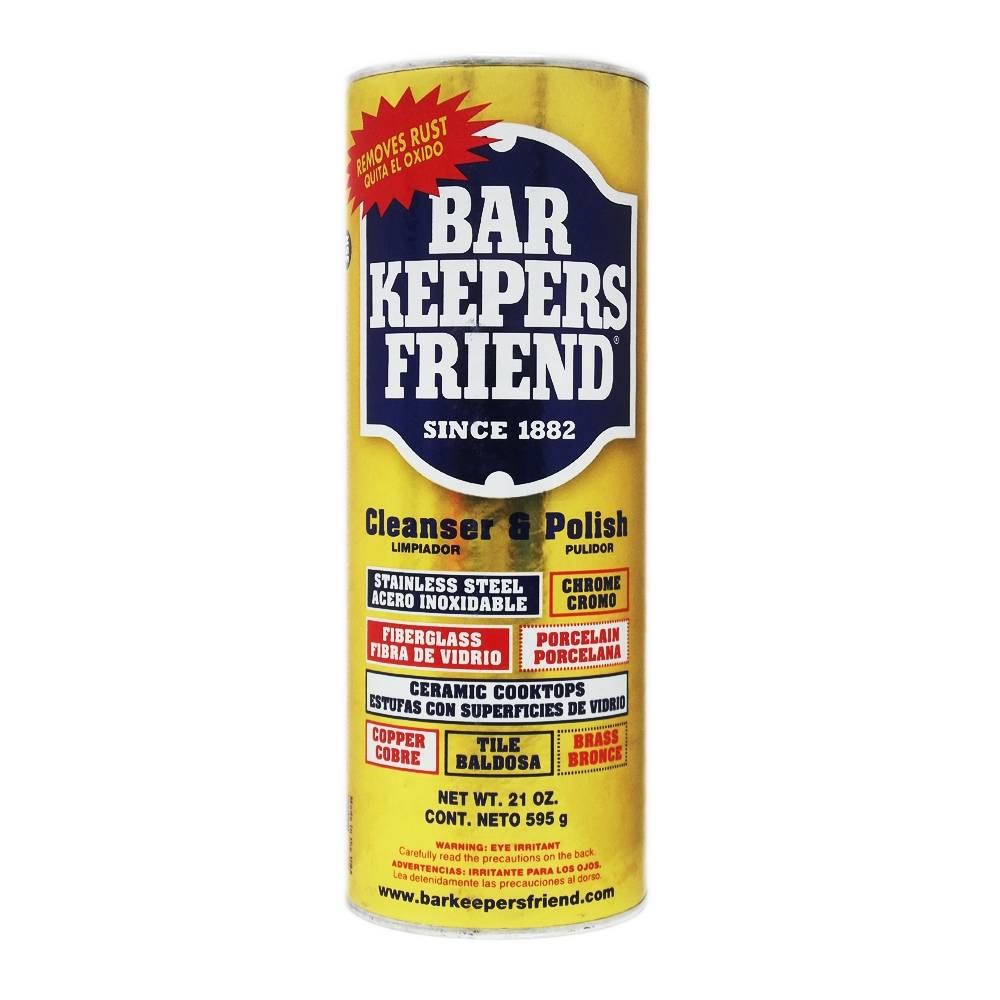 REMOVES RUST
QUITA EL OXIDO
BAR
KEEPERS
FRIEND®
SINCE 1882
Cleanser & Polish
LIMPIADOR PULIDOR
STAINLESS STEEL
ACERO INOXIDABLE
CHROME
CROMO
FIBERGLASS
FIBRA DE VIDRIO
PORCELAIN
PORCELANA
CERAMIC COOKTOPS
ESTUFAS CON SUPERFICIES DE VIDRIO
COPPER
COBRE
TILE
BALDOSA
BRASS
BRONCE
NET WT. 21 OZ.
CONT. NETO 595 g
WARNING: EYE IRRITANT
Carefully read the precautions on the back.
ADVERTENCIAS: IRRITANTE PARA LOS OJOS.
Lea detenidamente las precauciones al dorso.
www.barkeepersfriend.com